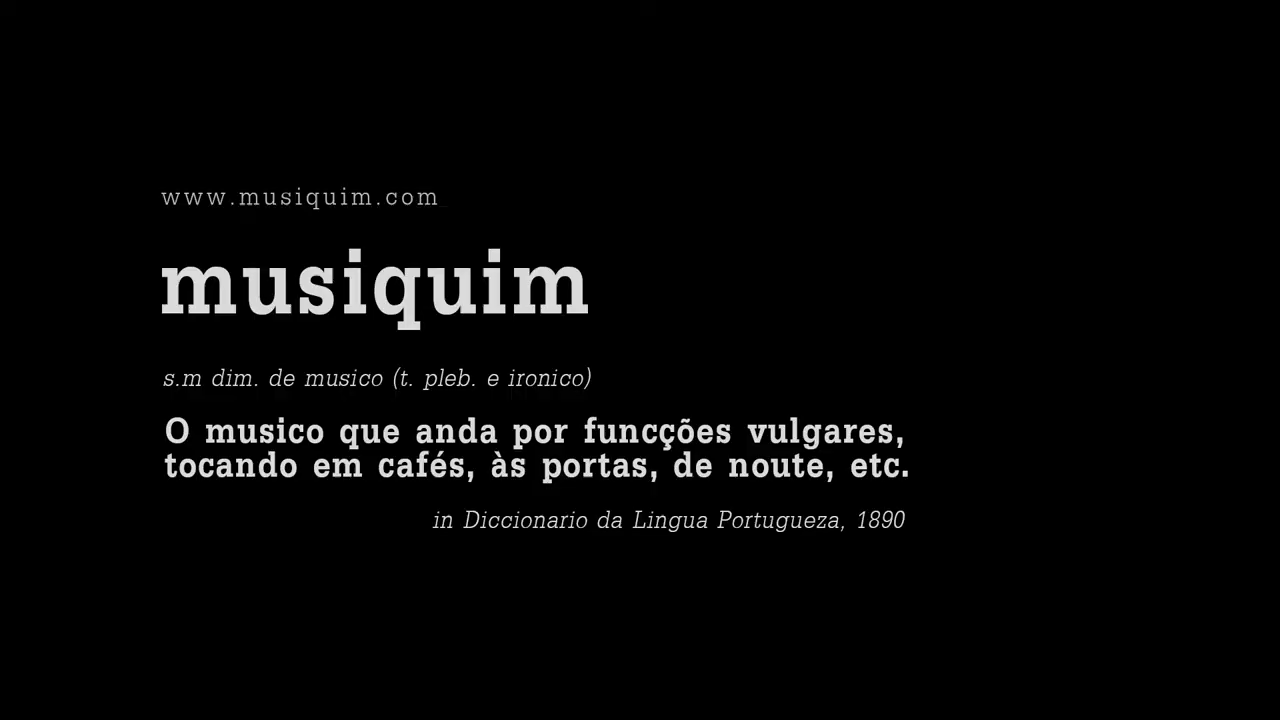 www.musiquim.com
musiquim
s.m dim. de musico (t. pleb. e ironico)
O musico que anda por funcções vulgares,
tocando em cafés, às portas, de noute, etc.
in Diccionario da Lingua Portugueza, 1890